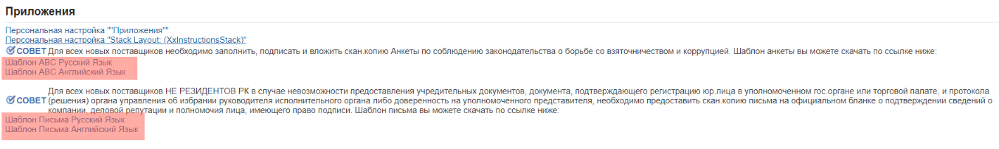 Приложения
Персональная настройка ""Приложения""
Персональная настройка "Stack Layout: (XxInstructionsStack)"
СОВЕТ Для всех новых поставщиков необходимо заполнить, подписать и вложить скан.копию Анкеты по соблюдению законодательства о борьбе со взяточничеством и коррупцией. Шаблон анкеты вы можете скачать по ссылке ниже:
Шаблон ABC Русский Язык
Шаблон ABC Английский Язык
Для всех новых поставщиков НЕ РЕЗИДЕНТОВ РК в случае невозможности предоставления учредительных документов, документа, подтверждающего регистрацию юр.лица в уполномоченном гос.органе или торговой палате, и протокола
СОВЕТ (решения) органа управления об избрании руководителя исполнительного органа либо доверенность на уполномоченного представителя, необходимо предоставить скан.копию письма на официальном бланке о подтверждении сведений о
компании, деловой репутации и полномочия лица, имеющего право подписи. Шаблон письма вы можете скачать по ссылке ниже:
Шаблон Письма Русский Язык
Шаблон Письма Английский Язык